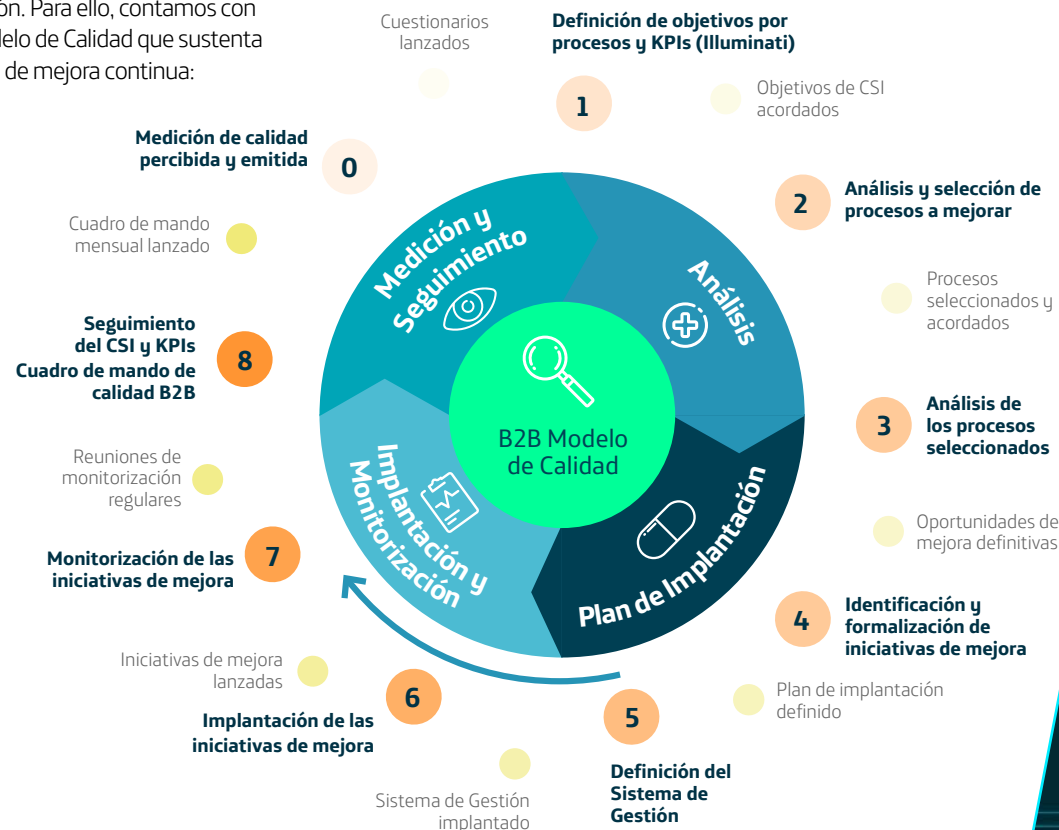 ón. Para ello, contamos con
delo de Calidad que sustenta
de mejora continua:
Cuestionarios
lanzados
Definición de objetivos por
procesos y KPIs (Illuminati)
1
Objetivos de CSI
acordados
Medición de calidad
percibida y emitida
0
2
Análisis y selección de
procesos a mejorar
Cuadro de mando
mensual lanzado
Medición y
Seguimiento
Análisis
Procesos
seleccionados y
acordados
Seguimiento
del CSI y KPIs
Cuadro de mando de
calidad B2B
8
B2B Modelo
de Calidad
3
Análisis de
los procesos
seleccionados
Reuniones de
monitorización
regulares
Implantación y
Monitorización
Plan de Implantación
Oportunidades de
mejora definitivas
Monitorización de las
iniciativas de mejora
7
4
Identificación y
formalización de
iniciativas de mejora
Iniciativas de mejora
lanzadas
6
Implantación de las
iniciativas de mejora
5
Plan de implantación
definido
Definición del
Sistema de
Gestión
Sistema de Gestión
implantado